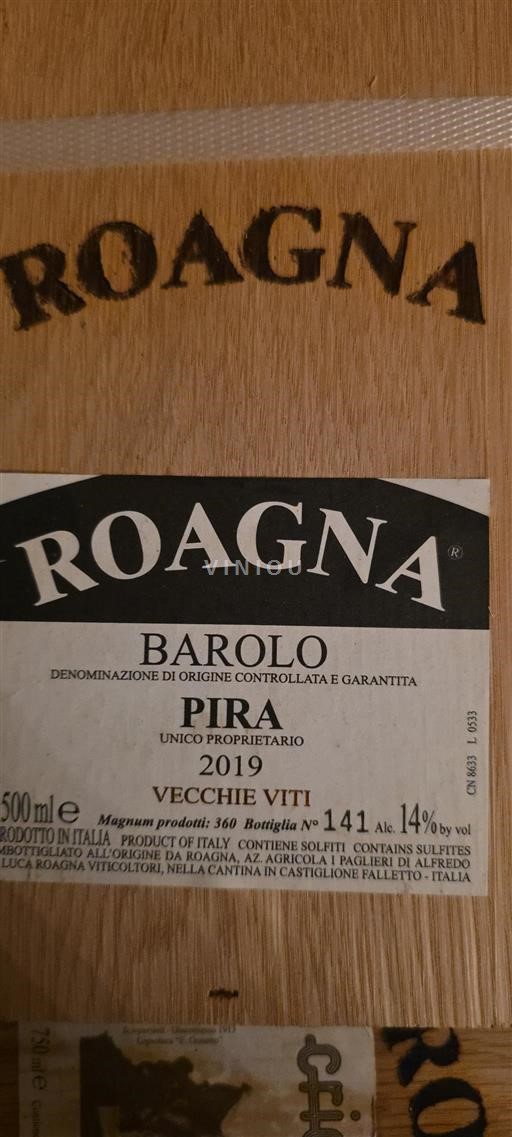 ROAGNA
ROAGNA®
VINIOU
BAROLO
DENOMINAZIONE DI ORIGINE CONTROLLATA E GARANTITA
PIRA
UNICO PROPRIETARIO
2019
VECCHIE VITI
CN 8633 L 0533
500 ml e Magnum prodotti: 360 Bottiglia N° 141 Alc. 14% by vol
RODOTTO IN ITALIA PRODUCT OF ITALY CONTIENE SOLFITI CONTAINS SULFITES
MBOTTIGLIATO ALL'ORIGINE DA ROAGNA, AZ. AGRICOLA I PAGLIERI DI ALFREDO
LUCA ROAGNA VITICOLTORI, NELLA CANTINA IN CASTIGLIONE FALLETTO - ITALIA
750 ml e
RO